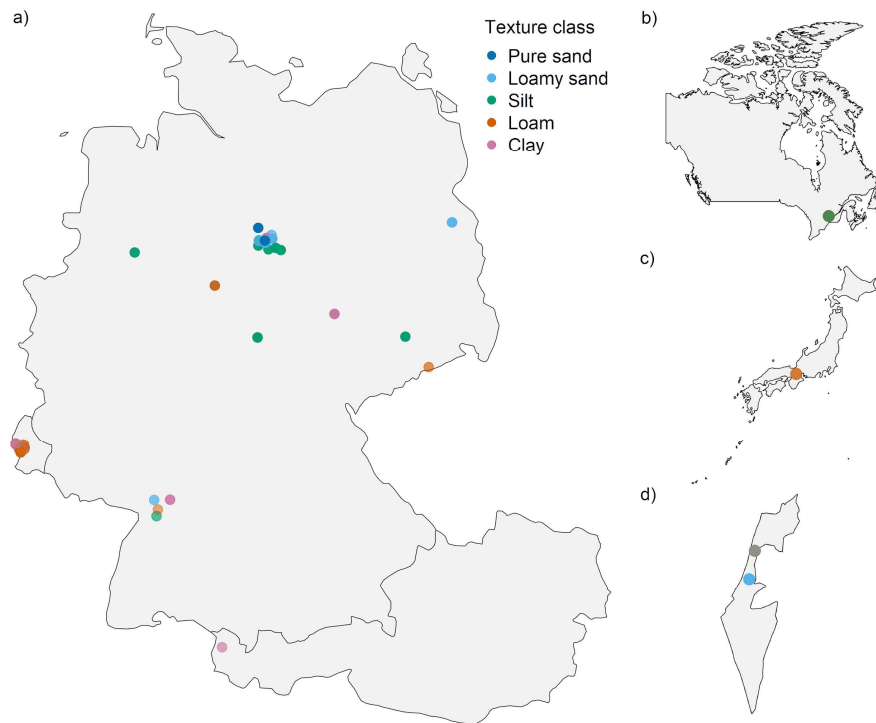 a)
Texture class
Pure sand
Loamy sand
Silt
Loam
Clay
b)
c)
d)